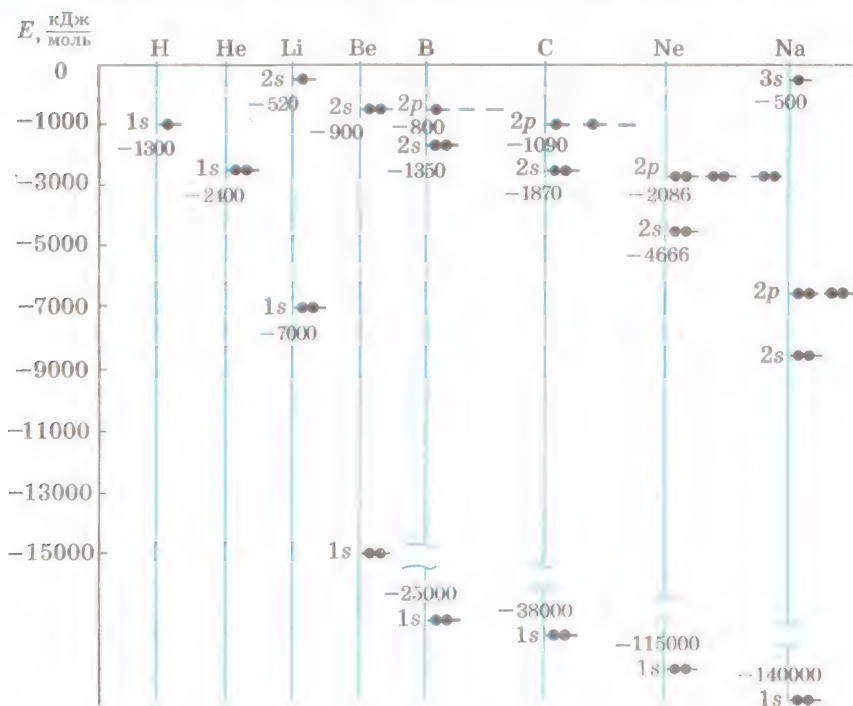 E, кДж/моль
H He Li Be B C Ne Na
0
2s
3s
−520
−500
2s
2p
−1000
1s
−900
−800
2p
−1300
2s
−1090
1s
−1350
2s
2p
−3000
−2400
−1870
−2086
2s
−5000
−4666
2p
−7000
1s
−7000
2s
−9000
−11000
−13000
−15000
1s
−25000
−38000
1s
1s
−115000
1s
−140000
1s